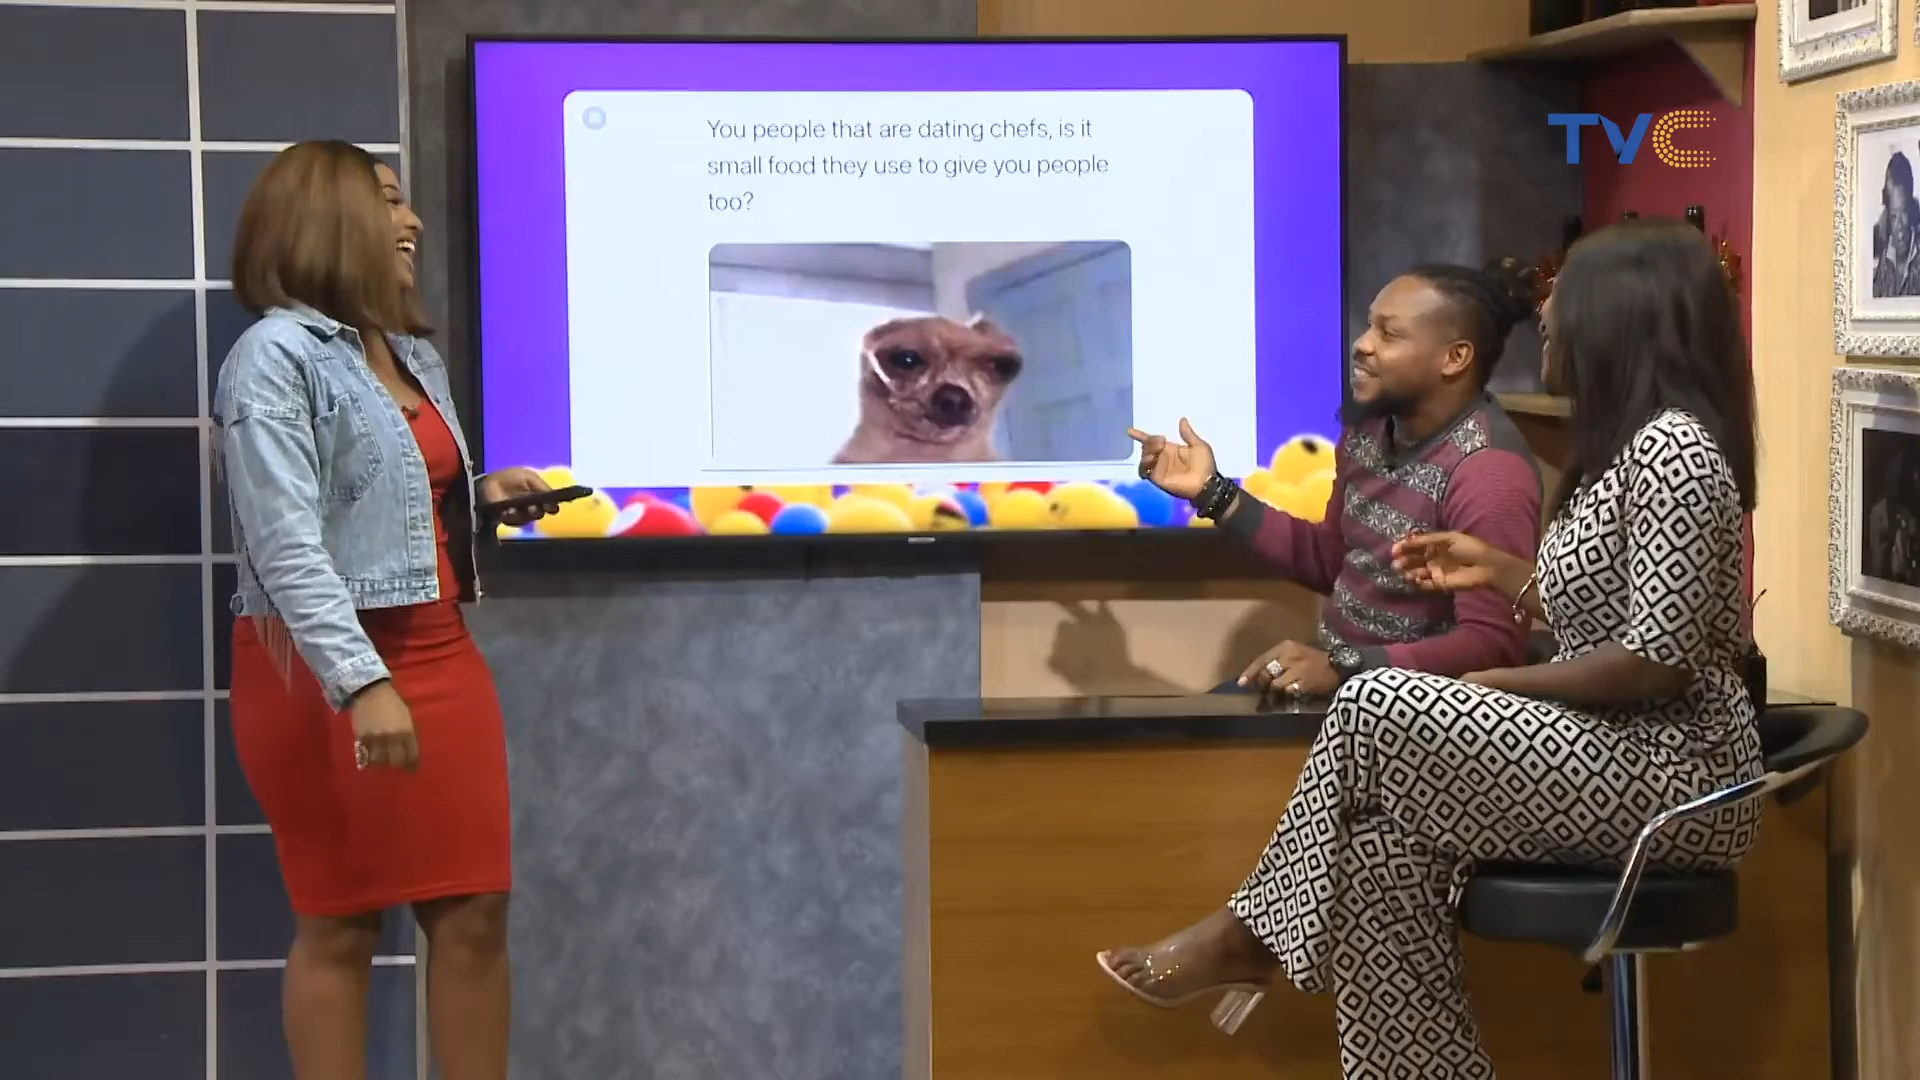 TVC
You people that are dating chefs, is it
small food they use to give you people
too?